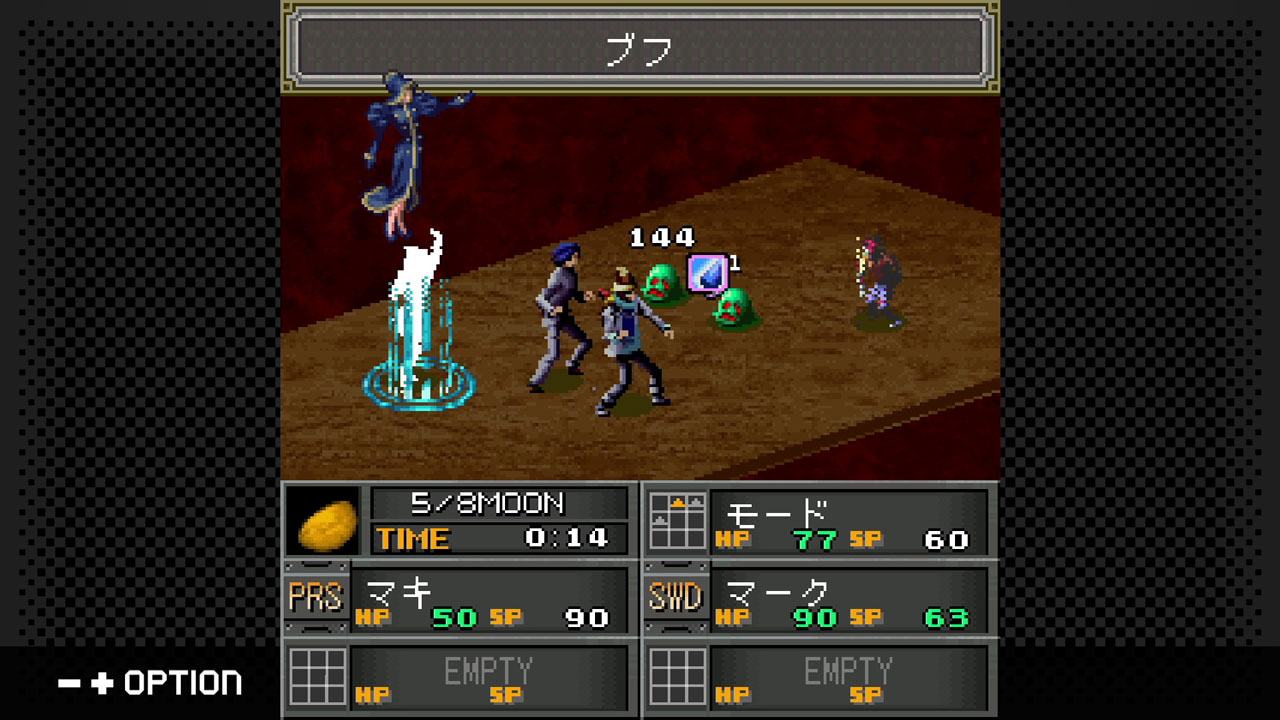 ブフ
144
1
5/8MOON
TIME 0:14
モード
HP 77 SP 60
PRS マキ
HP 50 SP 90
SWD マーク
HP 90 SP 63
EMPTY
HP SP
EMPTY
HP SP
-+OPTION